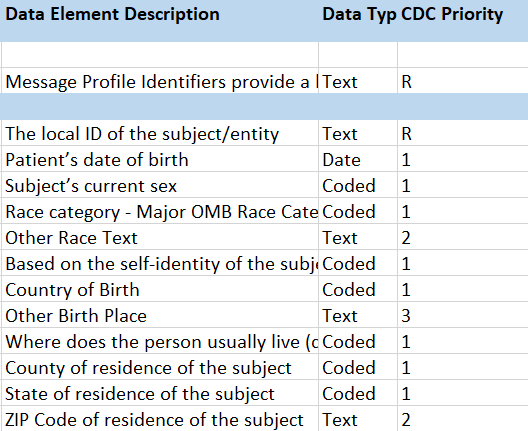 Data Element Description Data Typ CDC Priority
Message Profile Identifiers provide a l Text R
The local ID of the subject/entity Text R
Patient’s date of birth Date 1
Subject’s current sex Coded 1
Race category - Major OMB Race Cate Coded 1
Other Race Text Text 2
Based on the self-identity of the subj Coded 1
Country of Birth Coded 1
Other Birth Place Text 3
Where does the person usually live (c Coded 1
County of residence of the subject Coded 1
State of residence of the subject Coded 1
ZIP Code of residence of the subject Text 2